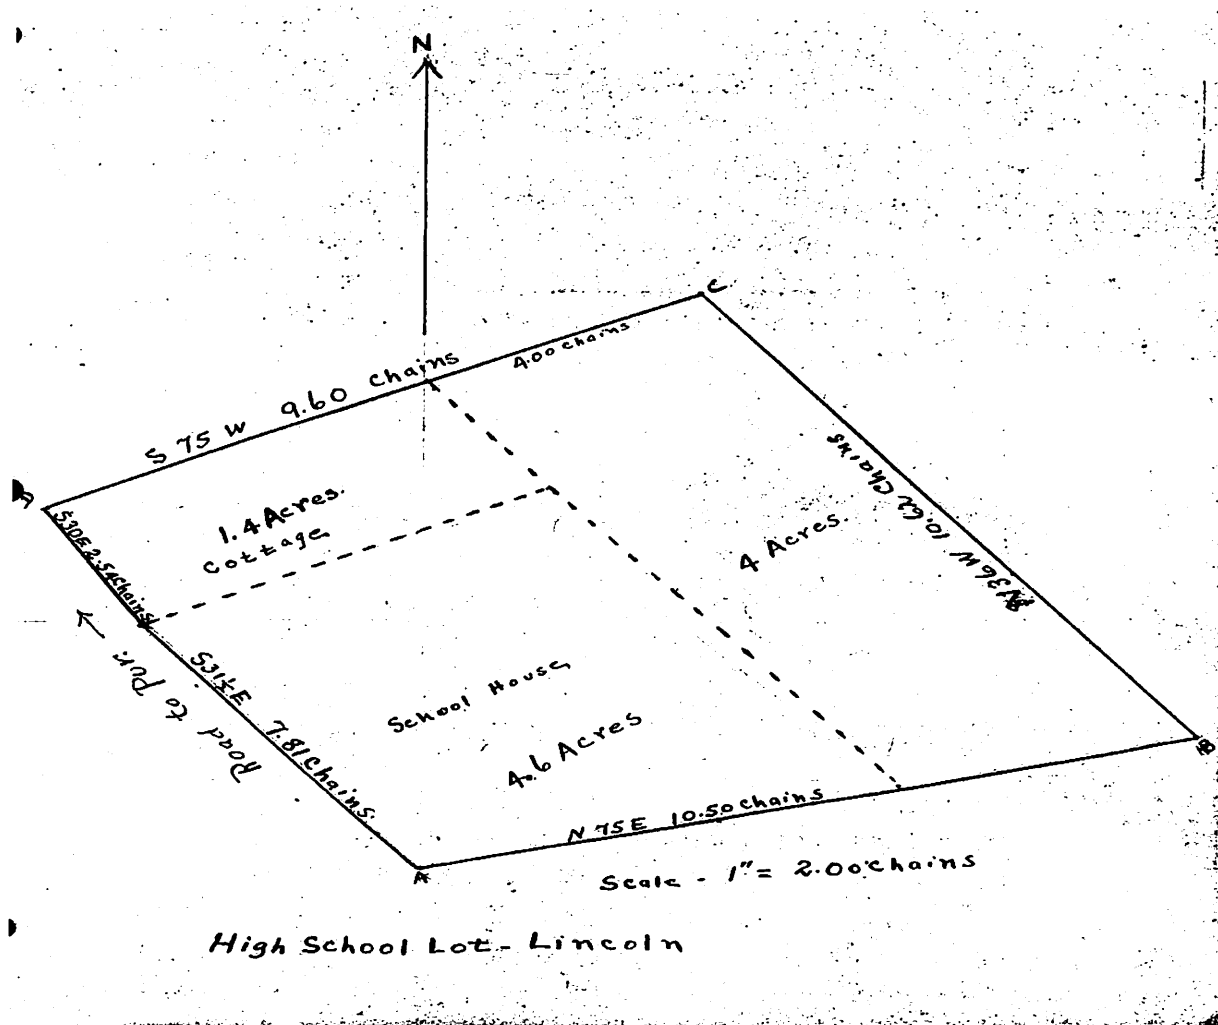 N
C
4.00 chains
S 75 W 9.60 chains
D
S30E 2.54 chains
1.4 Acres.
Cottage
N36W 10.62 chains
4 Acres.
Road to Pur.
S31½E 7.81 chains.
School House
4.6 Acres
B
N 75 E 10.50 chains
A
Scale - 1" = 2.00 chains
High School Lot - Lincoln